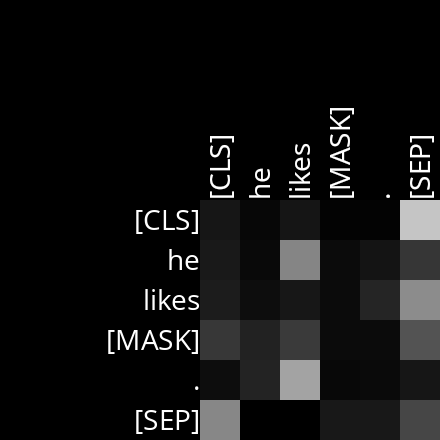 [CLS]
he
likes
[MASK]
.
[SEP]
[CLS]
he
likes
[MASK]
.
[SEP]